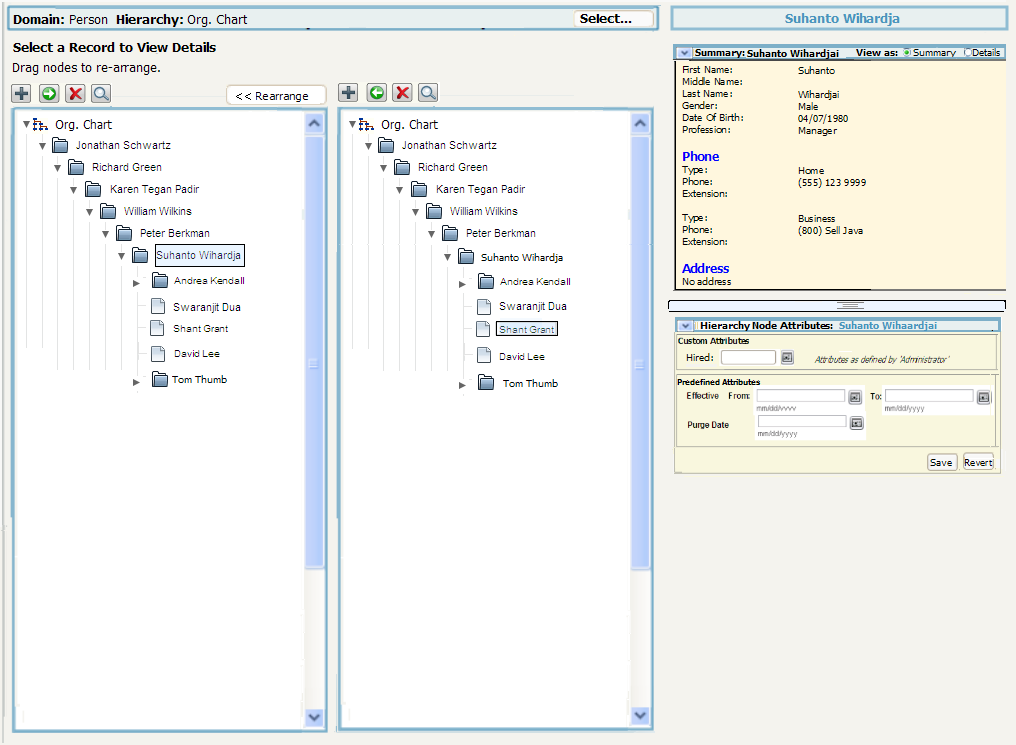 Domain: Person Hierarchy: Org. Chart
Select...
Select a Record to View Details
Drag nodes to re-arrange.
<< Rearrange
Org. Chart
Jonathan Schwartz
Richard Green
Karen Tegan Padir
William Wilkins
Peter Berkman
Suhanto Wihardja
Andrea Kendall
Swaranjit Dua
Shant Grant
David Lee
Tom Thumb
Org. Chart
Jonathan Schwartz
Richard Green
Karen Tegan Padir
William Wilkins
Peter Berkman
Suhanto Wihardja
Andrea Kendall
Swaranjit Dua
Shant Grant
David Lee
Tom Thumb
Suhanto Wihardja
Summary: Suhanto Wihardjai View as: Summary Details
First Name: Suhanto
Middle Name:
Last Name: Wihardjai
Gender: Male
Date Of Birth: 04/07/1980
Profession: Manager
Phone
Type: Home
Phone: (555) 123 9999
Extension:
Type: Business
Phone: (800) Sell Java
Extension:
Address
No address
Hierarchy Node Attributes: Suhanto Wihaardjai
Custom Attributes
Hired: Attributes as defined by 'Administrator'
Predefined Attributes
Effective From: To:
mm/dd/yyyy mm/dd/yyyy
Purge Date
mm/dd/yyyy
Save Revert